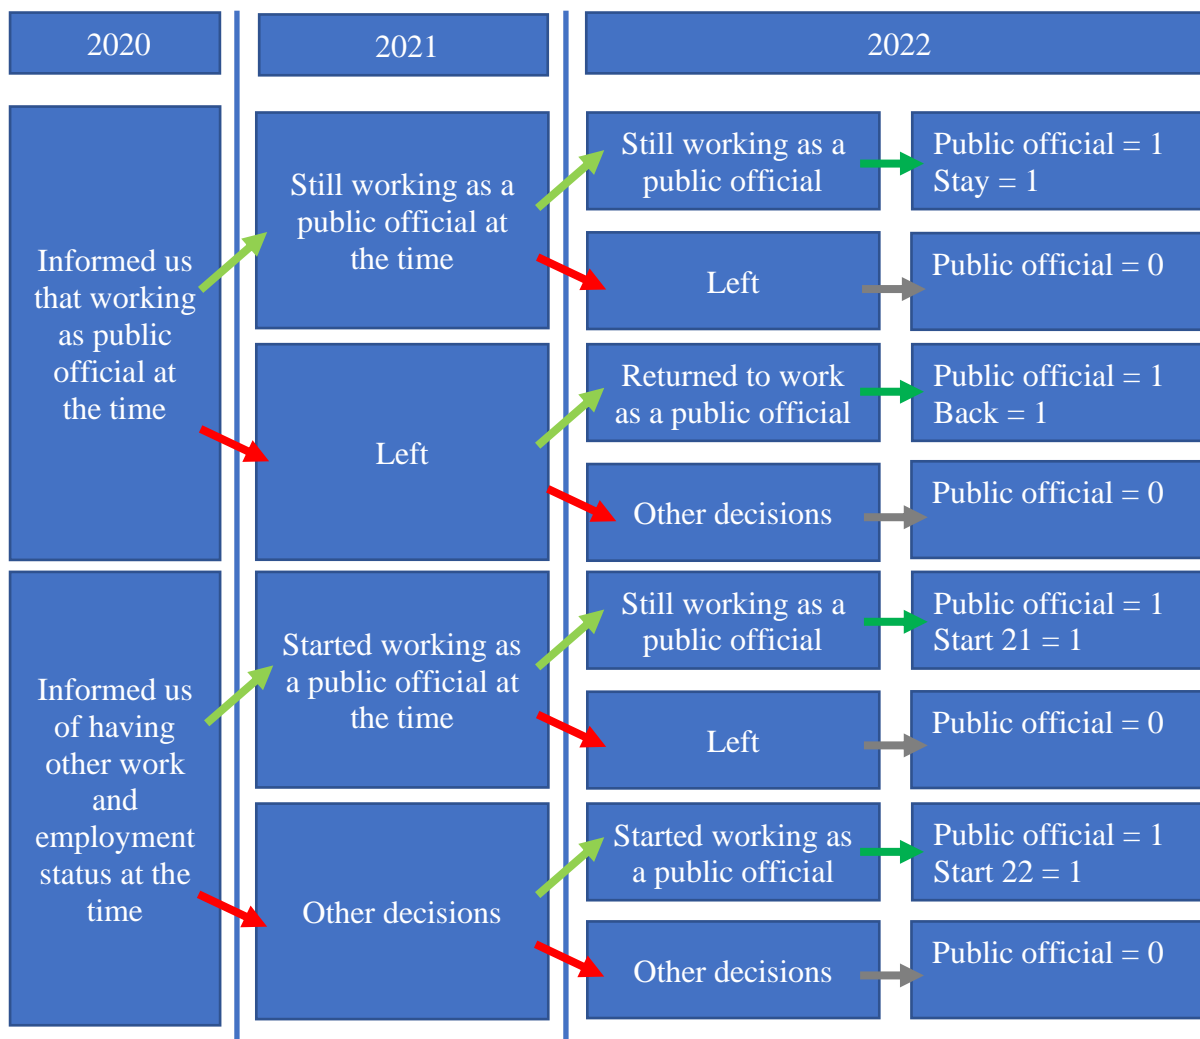 2020
2021
2022
Informed us
that working
as public
official at
the time
Still working as a
public official at
the time
Still working as a
public official
Public official = 1
Stay = 1
Left
Public official = 0
Left
Returned to work
as a public official
Public official = 1
Back = 1
Other decisions
Public official = 0
Informed us
of having
other work
and
employment
status at the
time
Started working as
a public official at
the time
Still working as a
public official
Public official = 1
Start 21 = 1
Left
Public official = 0
Other decisions
Started working as
a public official
Public official = 1
Start 22 = 1
Other decisions
Public official = 0